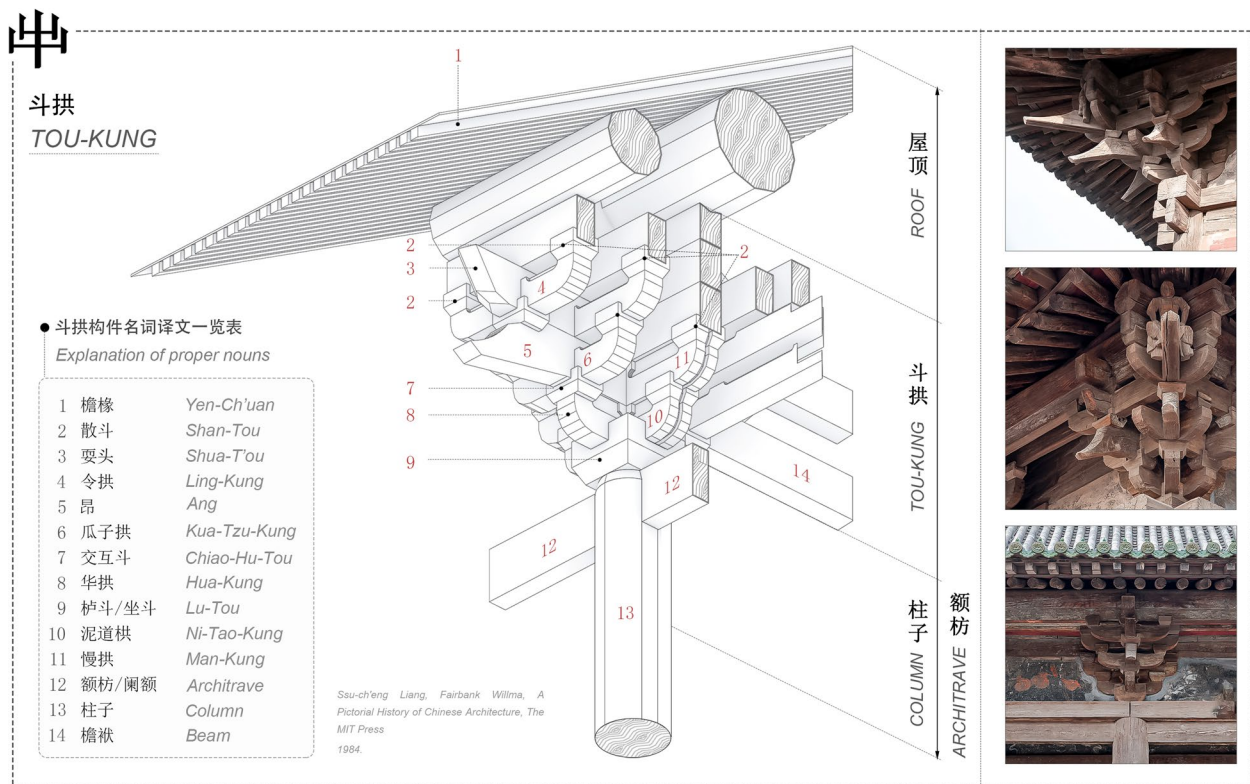 斗拱
TOU-KUNG
斗拱构件名词译文一览表
Explanation of proper nouns
1 檐椽 Yen-Ch'uan
2 散斗 Shan-Tou
3 耍头 Shua-T'ou
4 令拱 Ling-Kung
5 昂 Ang
6 瓜子拱 Kua-Tzu-Kung
7 交互斗 Chiao-Hu-Tou
8 华拱 Hua-Kung
9 栌斗/坐斗 Lu-Tou
10 泥道栱 Ni-Tao-Kung
11 慢拱 Man-Kung
12 额枋/阑额 Architrave
13 柱子 Column
14 檐袱 Beam
1
2
3
2
4
2
5
6
11
7
8
10
9
12
14
12
13
Ssu-ch'eng Liang, Fairbank Willma, A
Pictorial History of Chinese Architecture, The
MIT Press
1984.
屋顶
ROOF
斗拱
TOU-KUNG
柱子
COLUMN
额枋
ARCHITRAVE